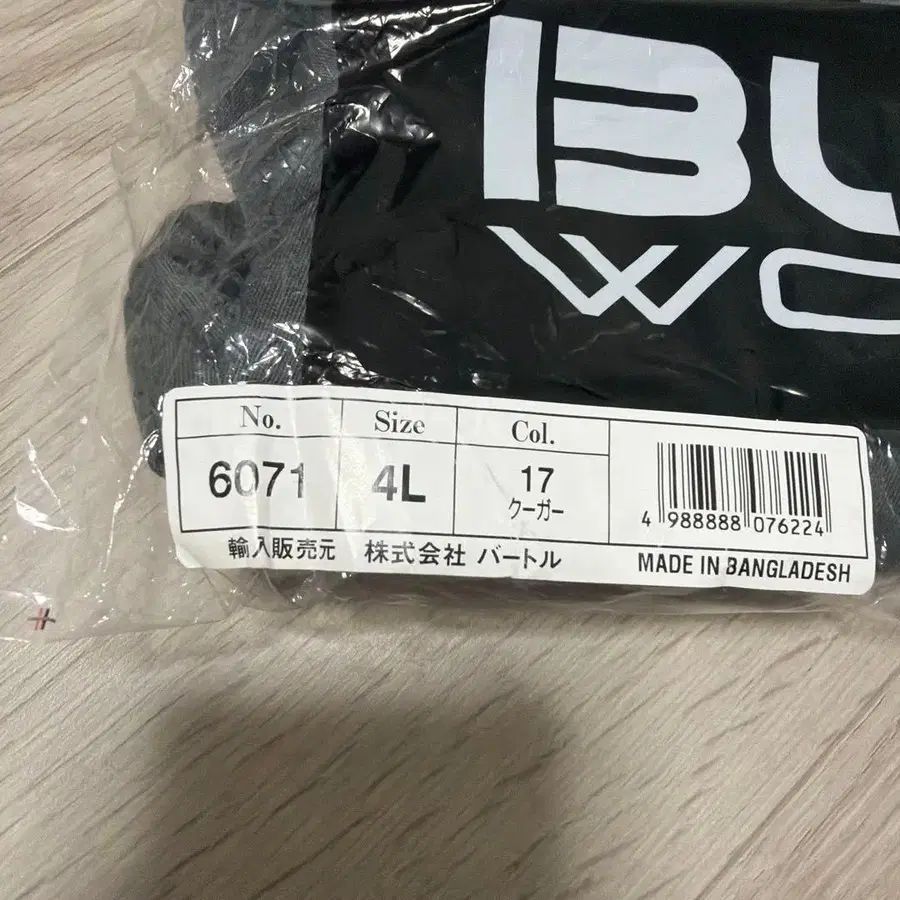 BU
WO
No. Size Col.
6071 4L 17
クーガー
4 988888 076224
輸入販売元 株式会社 バートル
MADE IN BANGLADESH